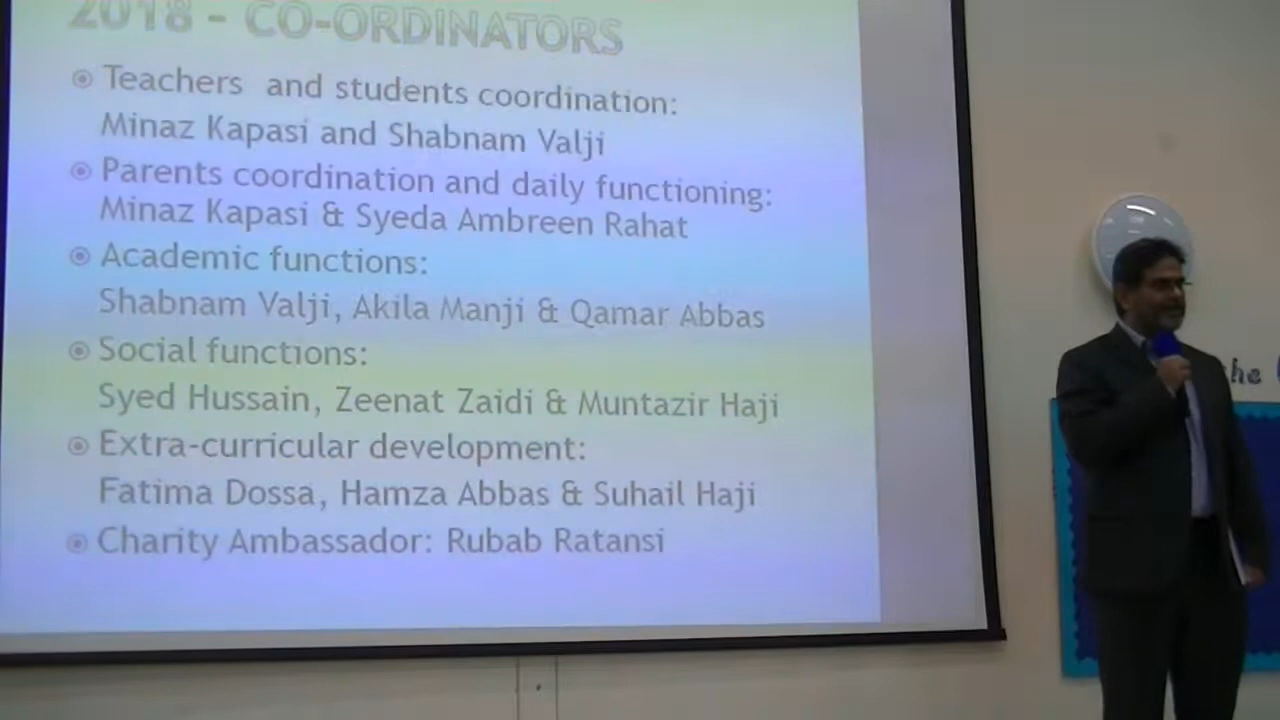 2018 - CO-ORDINATORS
Teachers and students coordination:
Minaz Kapasi and Shabnam Valji
Parents coordination and daily functioning:
Minaz Kapasi & Syeda Ambreen Rahat
Academic functions:
Shabnam Valji, Akila Manji & Qamar Abbas
Social functions:
Syed Hussain, Zeenat Zaidi & Muntazir Haji
Extra-curricular development:
Fatima Dossa, Hamza Abbas & Suhail Haji
Charity Ambassador: Rubab Ratansi
the